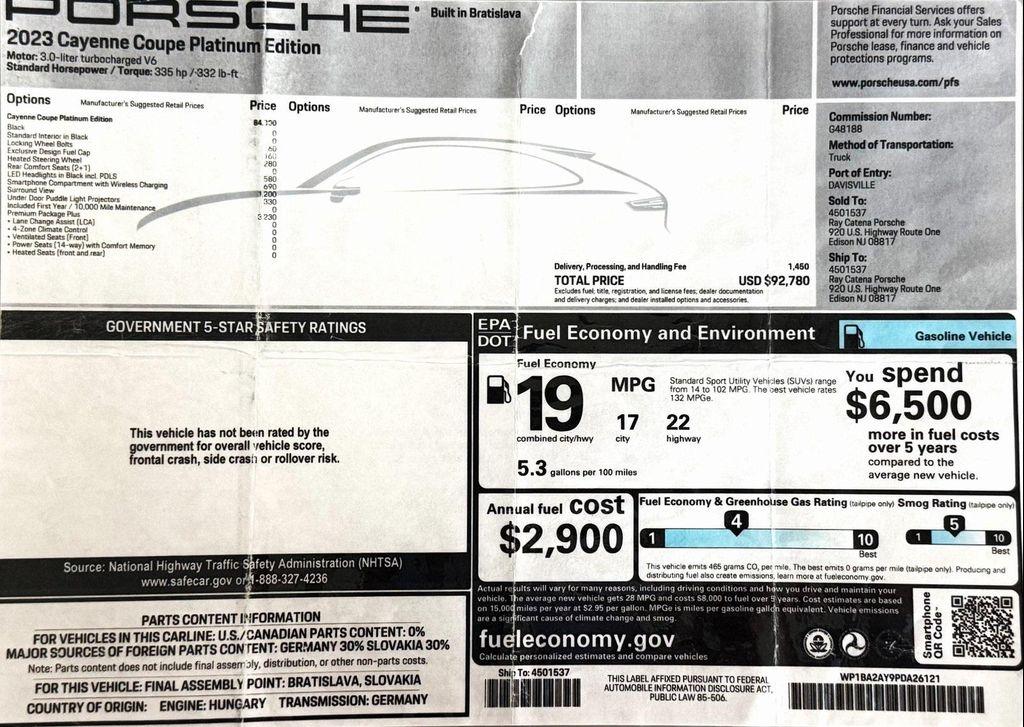 PORSCHE
Built in Bratislava
2023 Cayenne Coupe Platinum Edition
Motor: 3.0-liter turbocharged V6
Standard Horsepower / Torque: 335 hp / 332 lb-ft
Porsche Financial Services offers
support at every turn. Ask your Sales
Professional for more information on
Porsche lease, finance and vehicle
protections programs.
www.porscheusa.com/pfs
Options Manufacturer's Suggested Retail Prices Price
Options Manufacturer's Suggested Retail Prices Price
Options Manufacturer's Suggested Retail Prices Price
Cayenne Coupe Platinum Edition
Black
Standard Interior in Black
Locking Wheel Bolts
Exclusive Design Fuel Cap
Heated Steering Wheel
Rear Comfort Seats (2+1)
LED Headlights in Black incl. PDLS
Smartphone Compartment with Wireless Charging
Surround View
Under Door Puddle Light Projectors
Included First Year / 10,000 Mile Maintenance
Premium Package Plus
• Lane Change Assist (LCA)
• 4-Zone Climate Control
• Ventilated Seats (Front)
• Power Seats (14-way) with Comfort Memory
• Heated Seats (front and rear)
0
0
60
160
280
0
580
690
1,200
330
0
3,230
0
0
0
0
0
Delivery, Processing, and Handling Fee 1,450
TOTAL PRICE USD $92,780
Excludes fuel, title, registration, and license fees; dealer documentation
and delivery charges; and dealer installed options and accessories.
Commission Number:
G48188
Method of Transportation:
Truck
Port of Entry:
DAVISVILLE
Sold To:
4501537
Ray Catena Porsche
920 U.S. Highway Route One
Edison NJ 08817
Ship To:
4501537
Ray Catena Porsche
920 U.S. Highway Route One
Edison NJ 08817
GOVERNMENT 5-STAR SAFETY RATINGS
This vehicle has not been rated by the
government for overall vehicle score,
frontal crash, side crash or rollover risk.
Source: National Highway Traffic Safety Administration (NHTSA)
www.safecar.gov or 1-888-327-4236
PARTS CONTENT INFORMATION
FOR VEHICLES IN THIS CARLINE: U.S./CANADIAN PARTS CONTENT: 0%
MAJOR SOURCES OF FOREIGN PARTS CONTENT: GERMANY 30% SLOVAKIA 30%
Note: Parts content does not include final assembly, distribution, or other non-parts costs.
FOR THIS VEHICLE: FINAL ASSEMBLY POINT: BRATISLAVA, SLOVAKIA
COUNTRY OF ORIGIN: ENGINE: HUNGARY TRANSMISSION: GERMANY
EPA
DOT
Fuel Economy and Environment
Gasoline Vehicle
Fuel Economy
19 MPG
combined city/hwy
17
city
22
highway
Standard Sport Utility Vehicles (SUVs) range
from 14 to 102 MPG. The best vehicle rates
132 MPGe.
5.3 gallons per 100 miles
You spend
$6,500
more in fuel costs
over 5 years
compared to the
average new vehicle.
Annual fuel cost
$2,900
Fuel Economy & Greenhouse Gas Rating (tailpipe only)
4
1 10
Best
Smog Rating (tailpipe only)
5
1 10
Best
This vehicle emits 465 grams CO₂ per mile. The best emits 0 grams per mile (tailpipe only). Producing and
distributing fuel also create emissions, learn more at fueleconomy.gov.
Actual results will vary for many reasons, including driving conditions and how you drive and maintain your
vehicle. The average new vehicle gets 28 MPG and costs $8,000 to fuel over 5 years. Cost estimates are based
on 15,000 miles per year at $2.95 per gallon. MPGe is miles per gasoline gallon equivalent. Vehicle emissions
are a significant cause of climate change and smog.
fueleconomy.gov
Calculate personalized estimates and compare vehicles
Smartphone
QR Code™
Ship To: 4501537
THIS LABEL AFFIXED PURSUANT TO FEDERAL
AUTOMOBILE INFORMATION DISCLOSURE ACT,
PUBLIC LAW 85-506.
WP1BA2AY9PDA26121